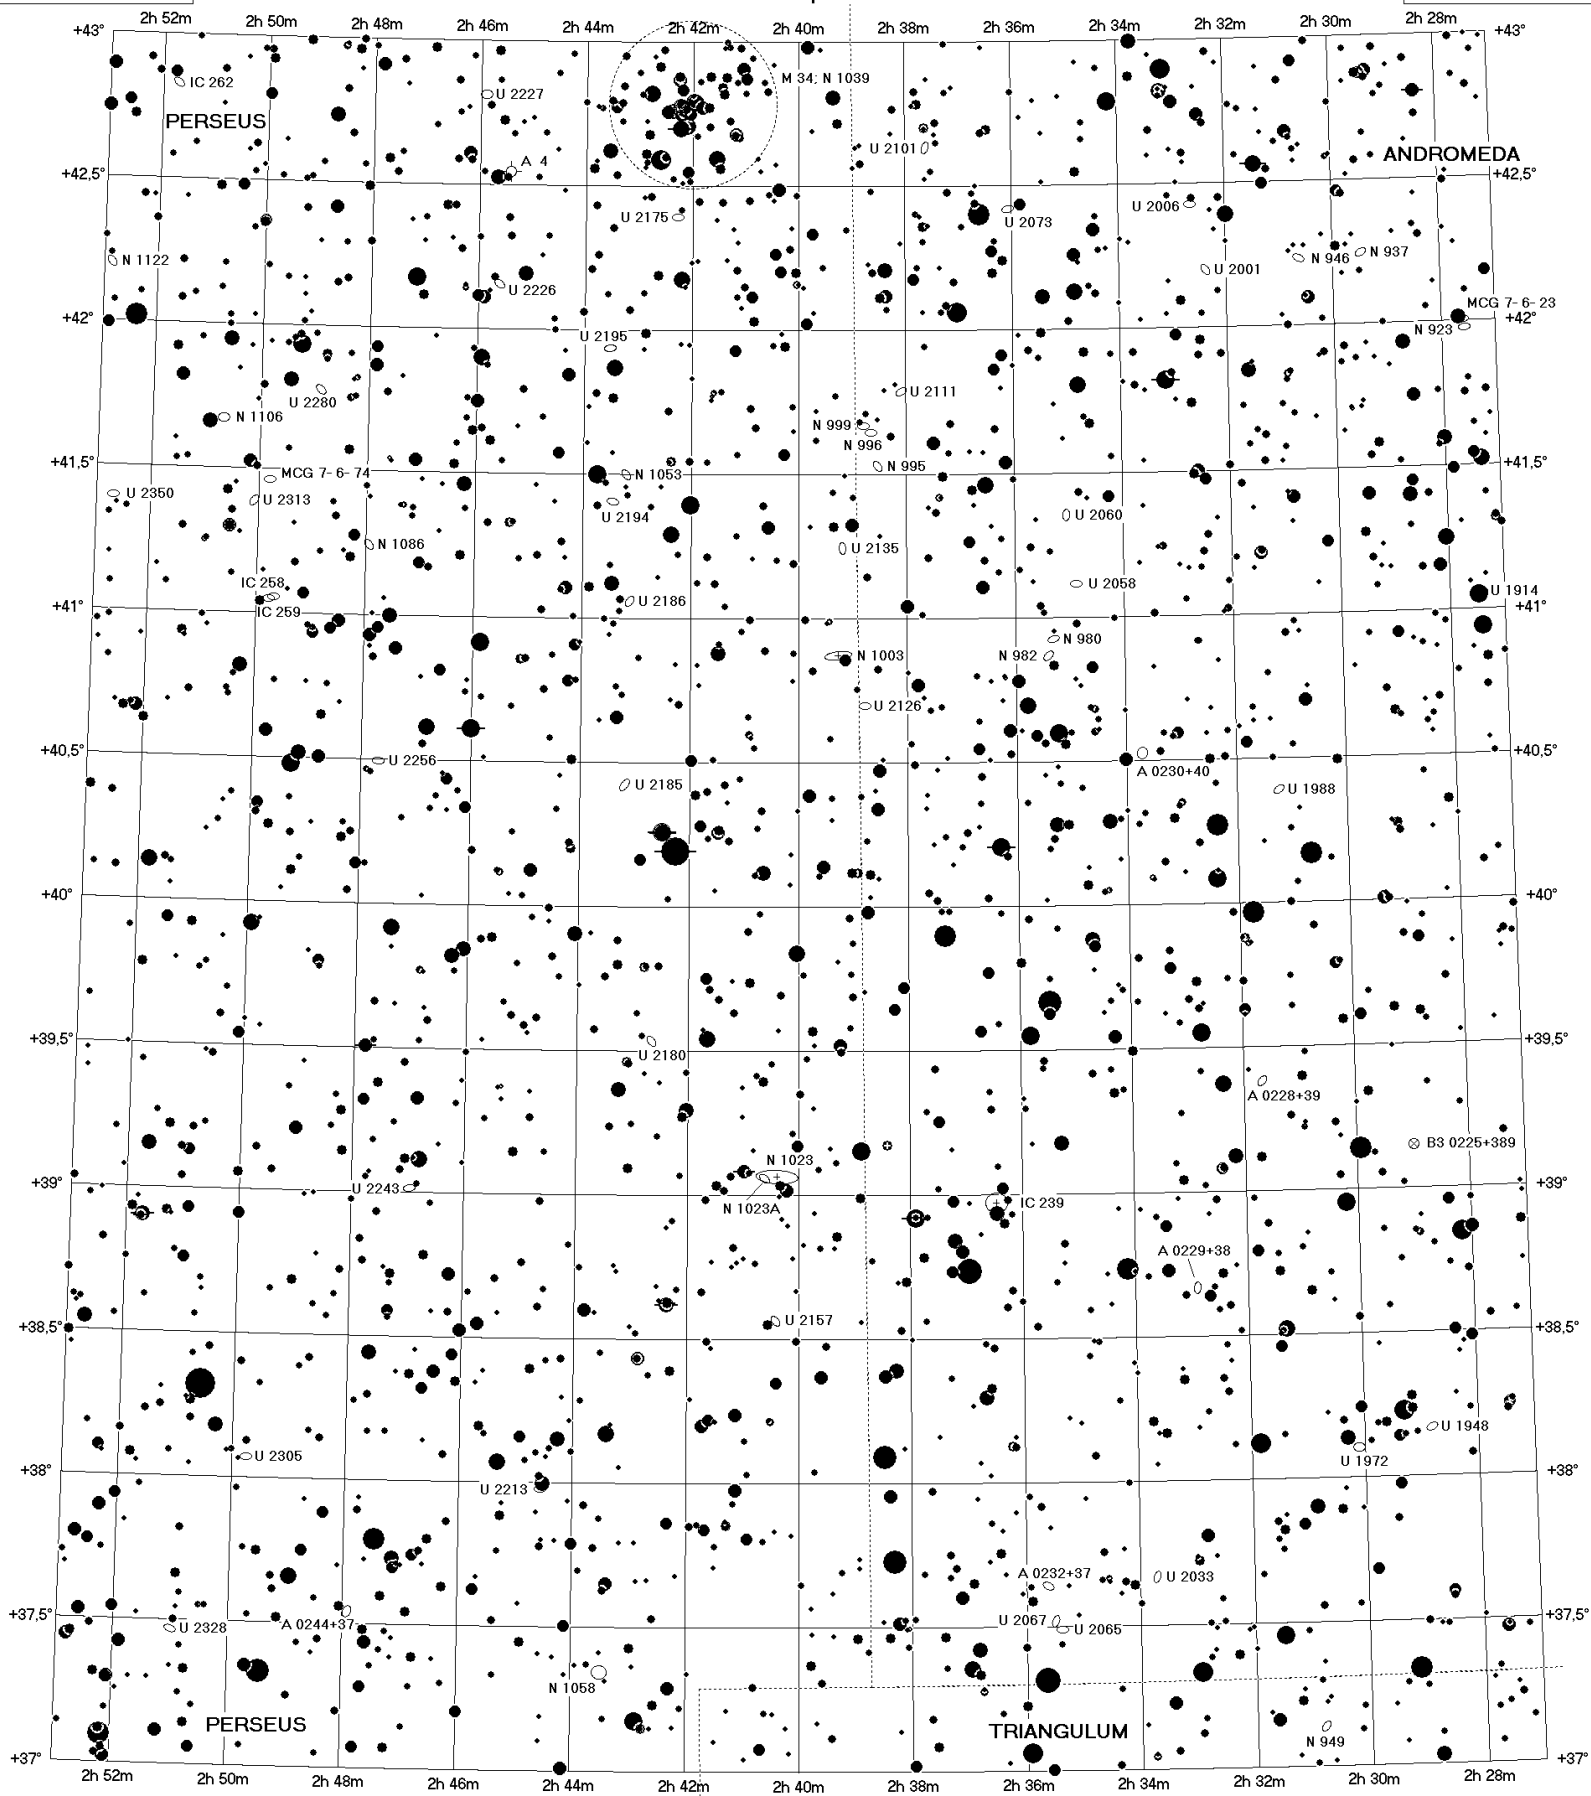 2h 52m 2h 50m 2h 48m 2h 46m 2h 44m 2h 42m 2h 40m 2h 38m 2h 36m 2h 34m 2h 32m 2h 30m 2h 28m
+43° +43°
M 34; N 1039
IC 262
U 2227
PERSEUS
U 2101
ANDROMEDA
A 4
+42,5° +42,5°
U 2175
U 2073
U 2006
N 1122
N 946
N 937
U 2001
U 2226
MCG 7- 6- 23
+42° +42°
N 923
U 2195
U 2280
U 2111
N 1106
N 999
N 996
+41,5° +41,5°
MCG 7- 6- 74
N 1053
N 995
U 2350
U 2313
U 2194
U 2060
N 1086
U 2135
IC 258
U 2058
U 1914
U 2186
+41° +41°
IC 259
N 980
N 1003
N 982
U 2126
+40,5° +40,5°
U 2256
A 0230+40
U 2185
U 1988
+40° +40°
+39,5° +39,5°
U 2180
A 0228+39
B3 0225+389
N 1023
+39° +39°
U 2243
IC 239
N 1023A
A 0229+38
U 2157
+38,5° +38,5°
U 1948
U 2305
U 1972
+38° +38°
U 2213
A 0232+37
U 2033
+37,5° +37,5°
U 2328
A 0244+37
U 2067
U 2065
N 1058
PERSEUS
TRIANGULUM
N 949
+37° +37°
2h 52m 2h 50m 2h 48m 2h 46m 2h 44m 2h 42m 2h 40m 2h 38m 2h 36m 2h 34m 2h 32m 2h 30m 2h 28m